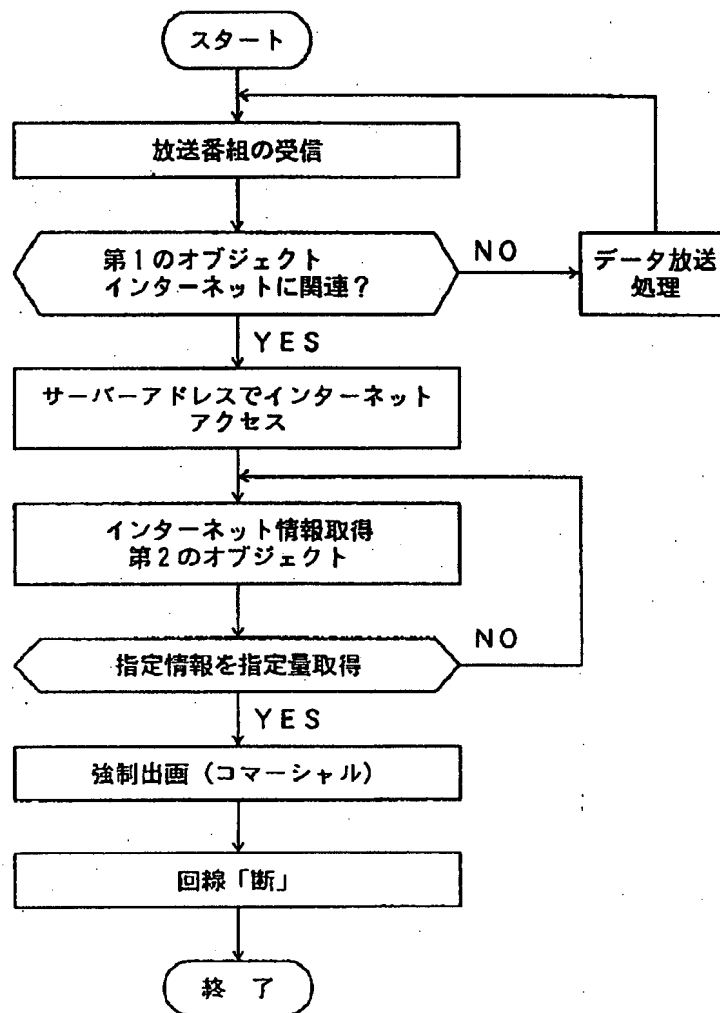 スタート
放送番組の受信
第1のオブジェクト
インターネットに関連?
NO
データ放送
処理
YES
サーバーアドレスでインターネット
アクセス
インターネット情報取得
第2のオブジェクト
指定情報を指定量取得
NO
YES
強制出画(コマーシャル)
回線「断」
終 了